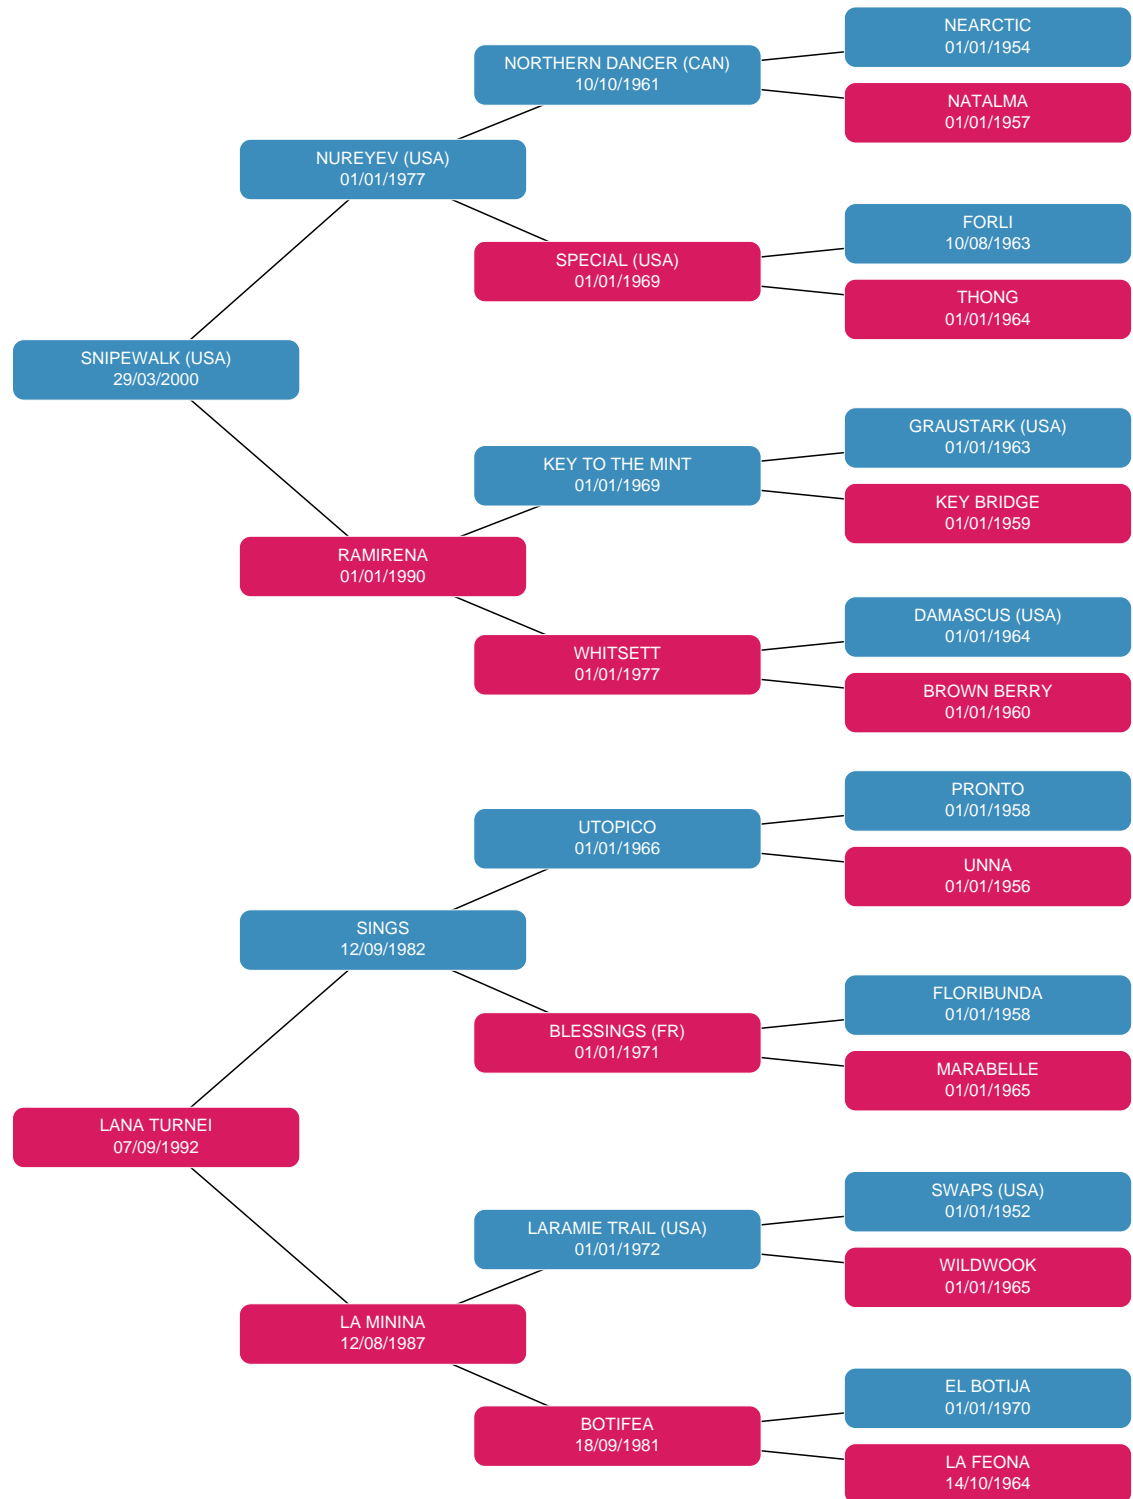 NEARCTIC
01/01/1954
NORTHERN DANCER (CAN)
10/10/1961
NATALMA
01/01/1957
NUREYEV (USA)
01/01/1977
FORLI
10/08/1963
SPECIAL (USA)
01/01/1969
THONG
01/01/1964
SNIPEWALK (USA)
29/03/2000
GRAUSTARK (USA)
01/01/1963
KEY TO THE MINT
01/01/1969
KEY BRIDGE
01/01/1959
RAMIRENA
01/01/1990
DAMASCUS (USA)
01/01/1964
WHITSETT
01/01/1977
BROWN BERRY
01/01/1960
PRONTO
01/01/1958
UTOPICO
01/01/1966
UNNA
01/01/1956
SINGS
12/09/1982
FLORIBUNDA
01/01/1958
BLESSINGS (FR)
01/01/1971
MARABELLE
01/01/1965
LANA TURNEI
07/09/1992
SWAPS (USA)
01/01/1952
LARAMIE TRAIL (USA)
01/01/1972
WILDWOOK
01/01/1965
LA MININA
12/08/1987
EL BOTIJA
01/01/1970
BOTIFEA
18/09/1981
LA FEONA
14/10/1964